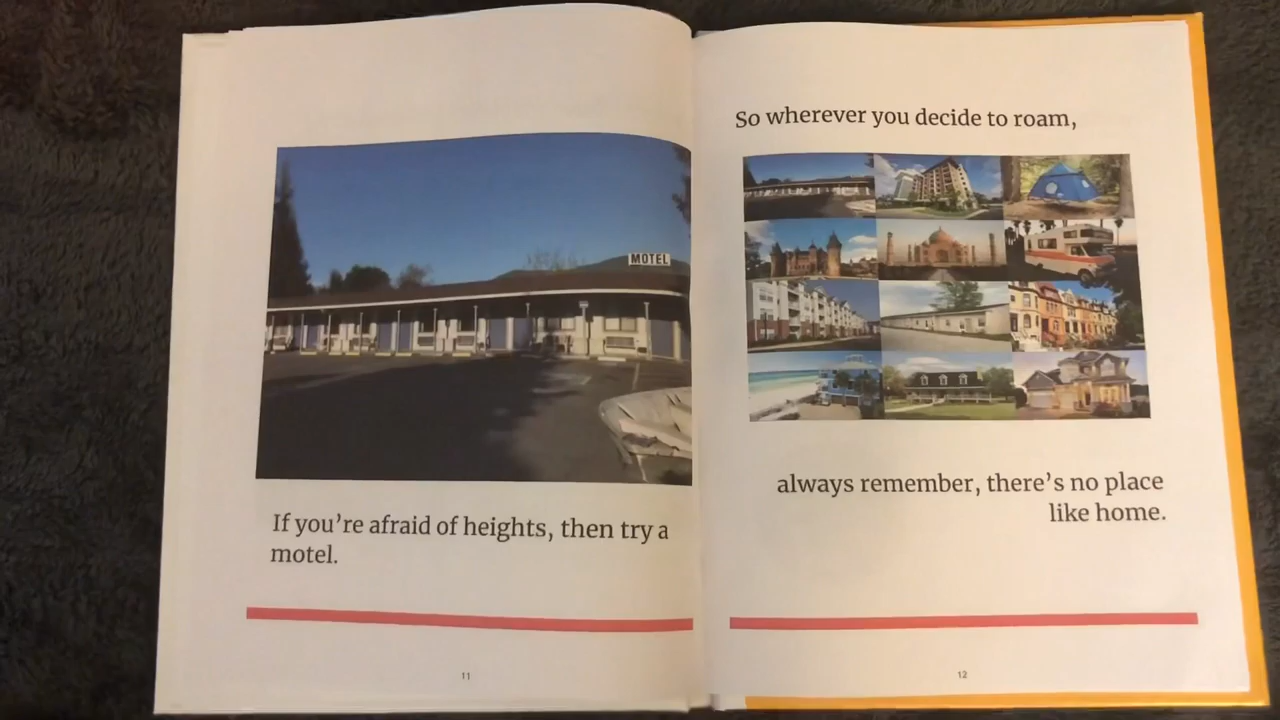 MOTEL
If you're afraid of heights, then try a
motel.
11
So wherever you decide to roam,
always remember, there's no place
like home.
12